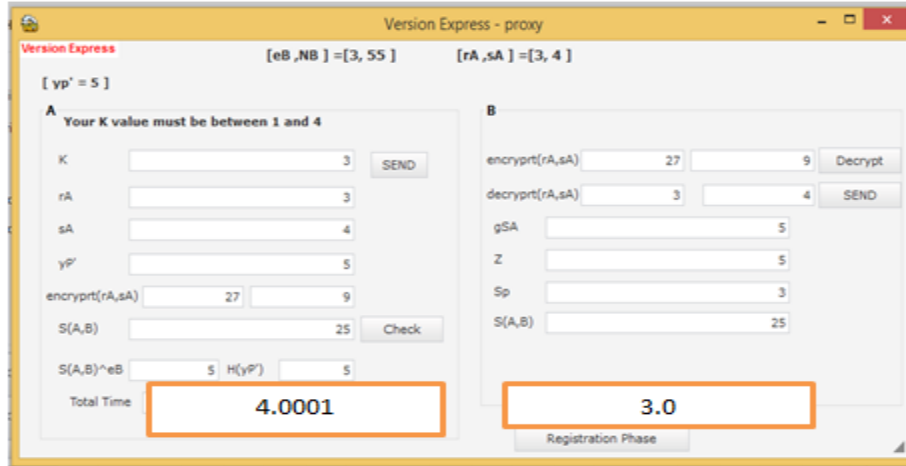 Version Express - proxy
Version Express
[eB ,NB ] =[3, 55 ] [rA ,sA ] =[3, 4 ]
[ yp' = 5 ]
A
Your K value must be between 1 and 4
K 3 SEND
rA 3
sA 4
yP' 5
encryprt(rA,sA) 27 9
S(A,B) 25 Check
S(A,B)^eB 5 H(yP') 5
Total Time 4.0001
B
encryprt(rA,sA) 27 9 Decrypt
decryprt(rA,sA) 3 4 SEND
gSA 5
Z 5
Sp 3
S(A,B) 25
3.0
Registration Phase